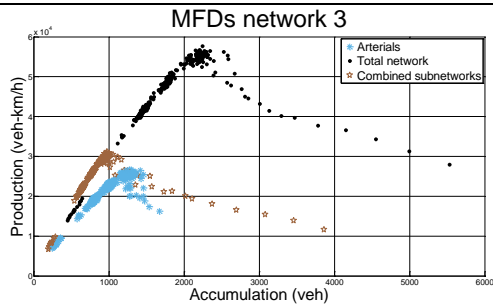 MFDs network 3
x 10^4
6
5
4
3
2
1
0
Production (veh-km/h)
Arterials
Total network
Combined subnetworks
0 1000 2000 3000 4000 5000 6000
Accumulation (veh)